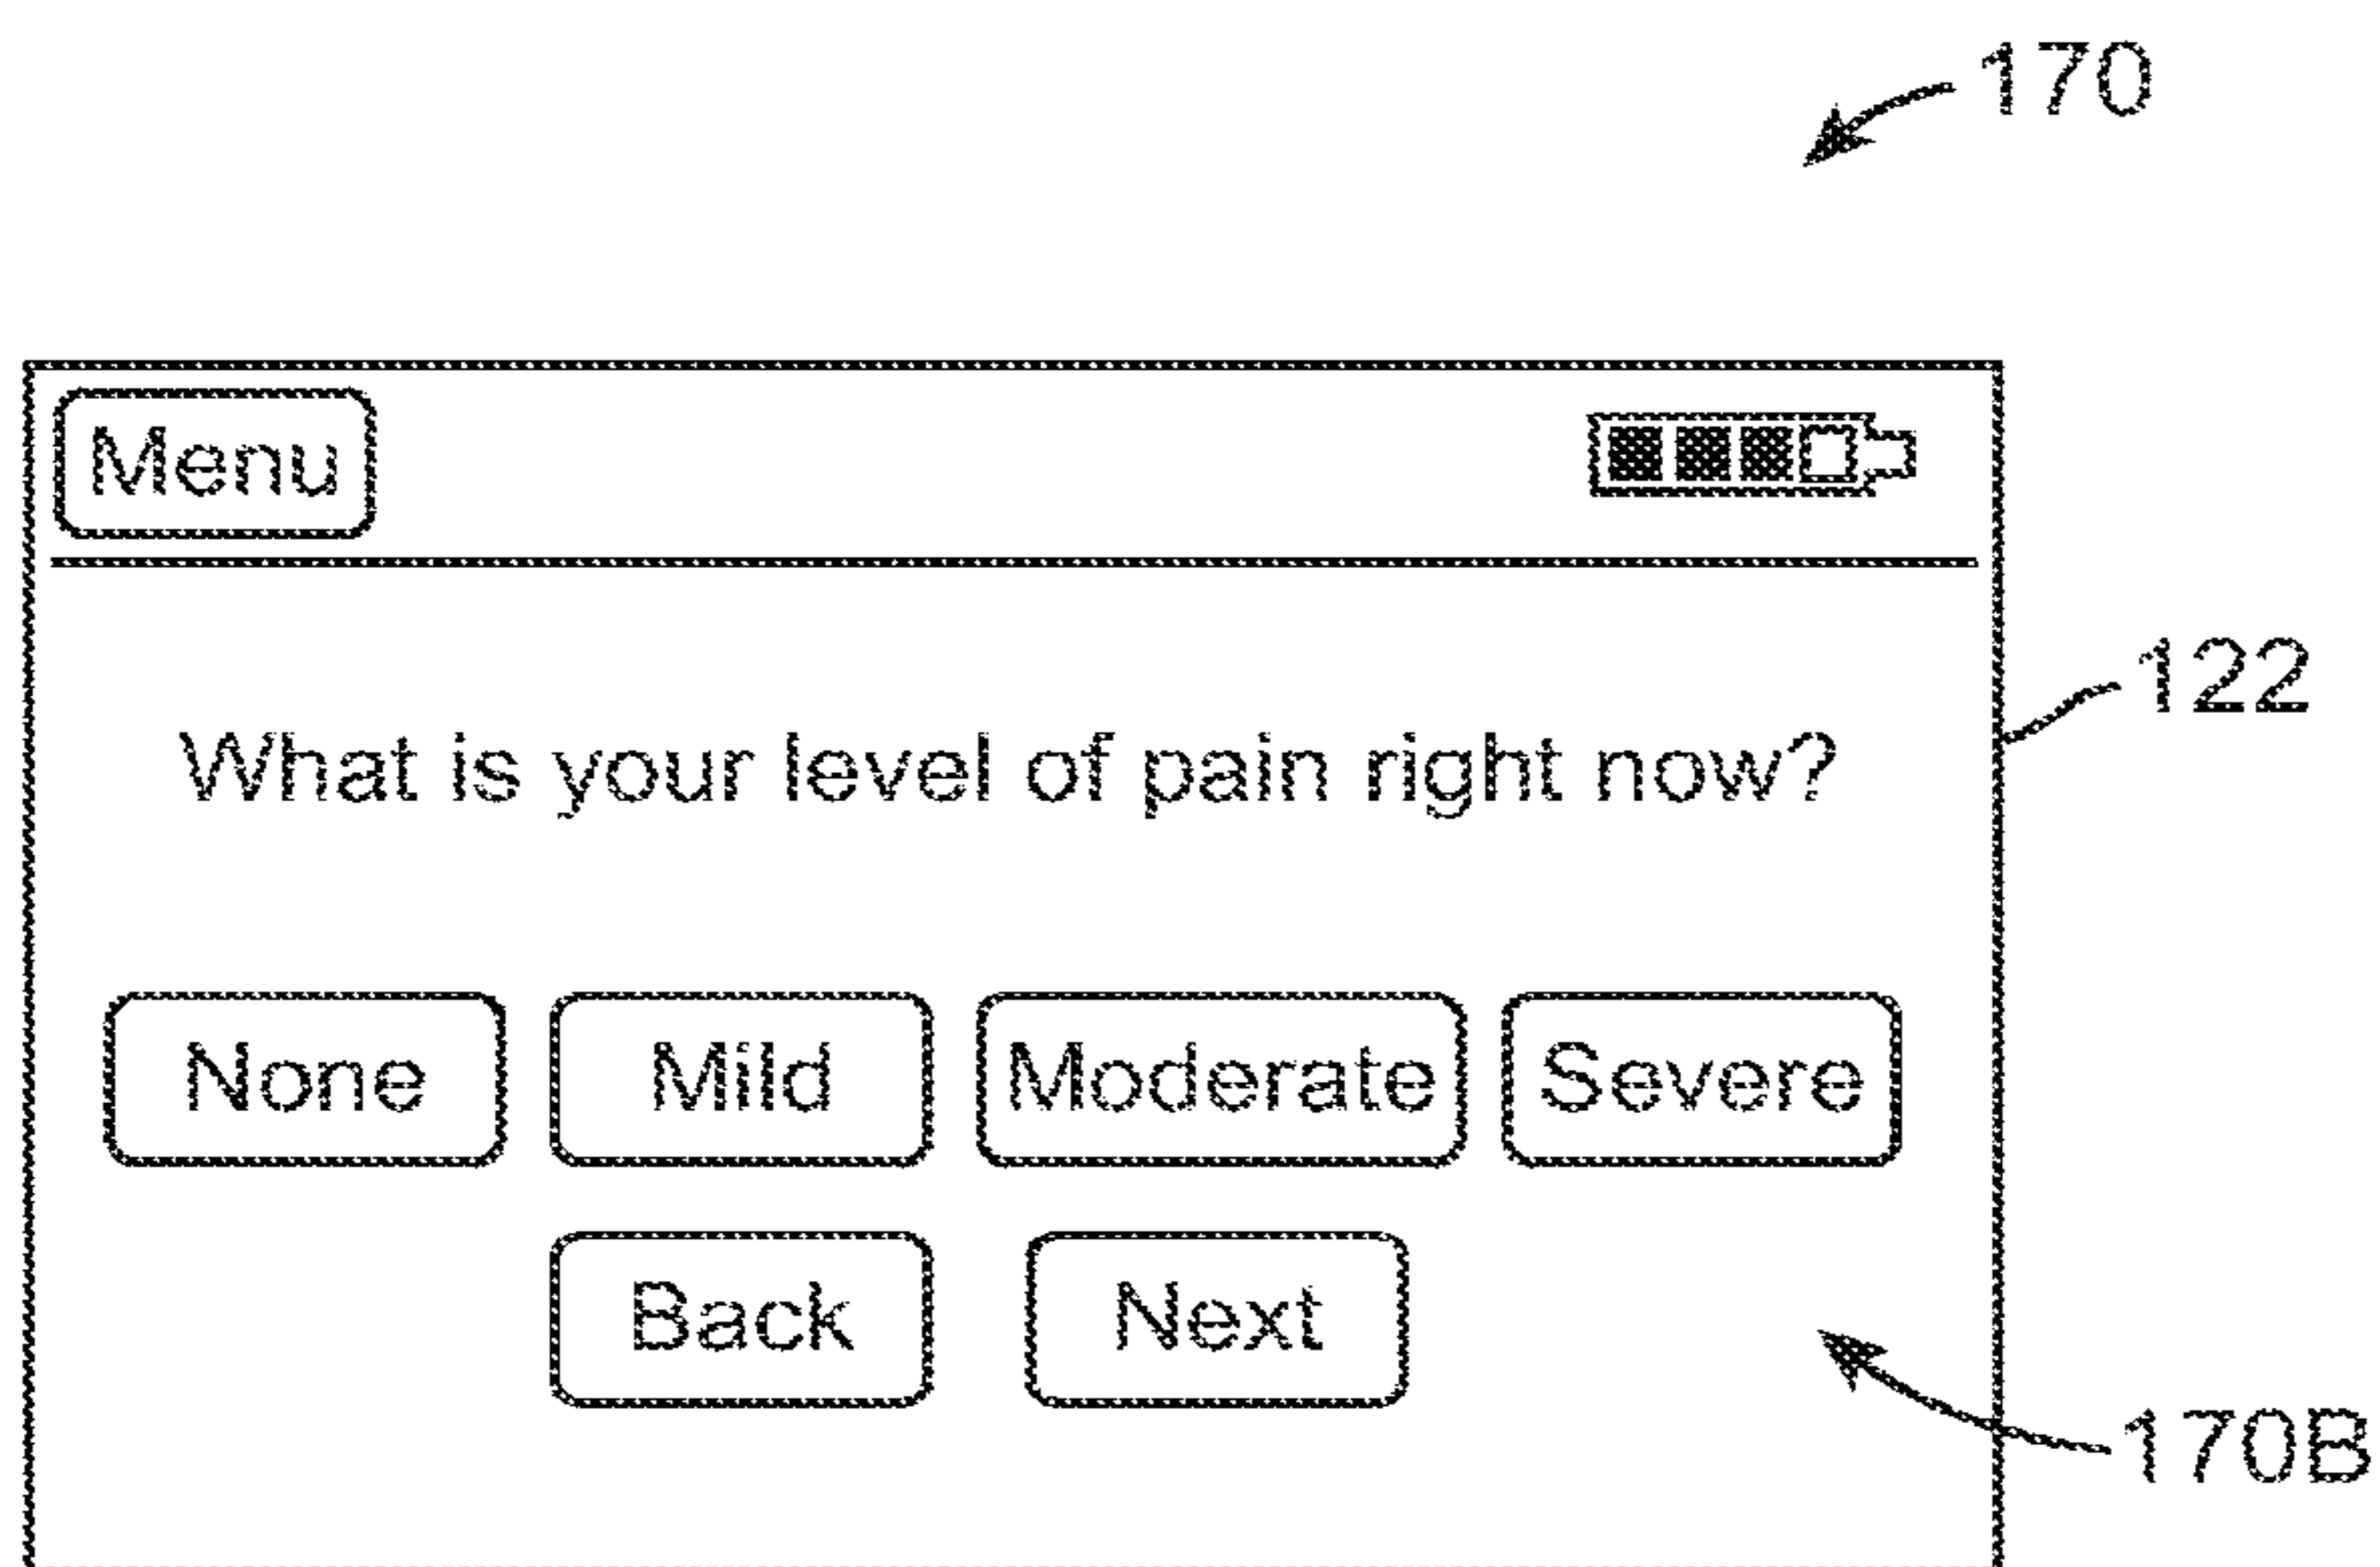 170
Menu
122
What is your level of pain right now?
None Mild Moderate Severe
Back Next
170B